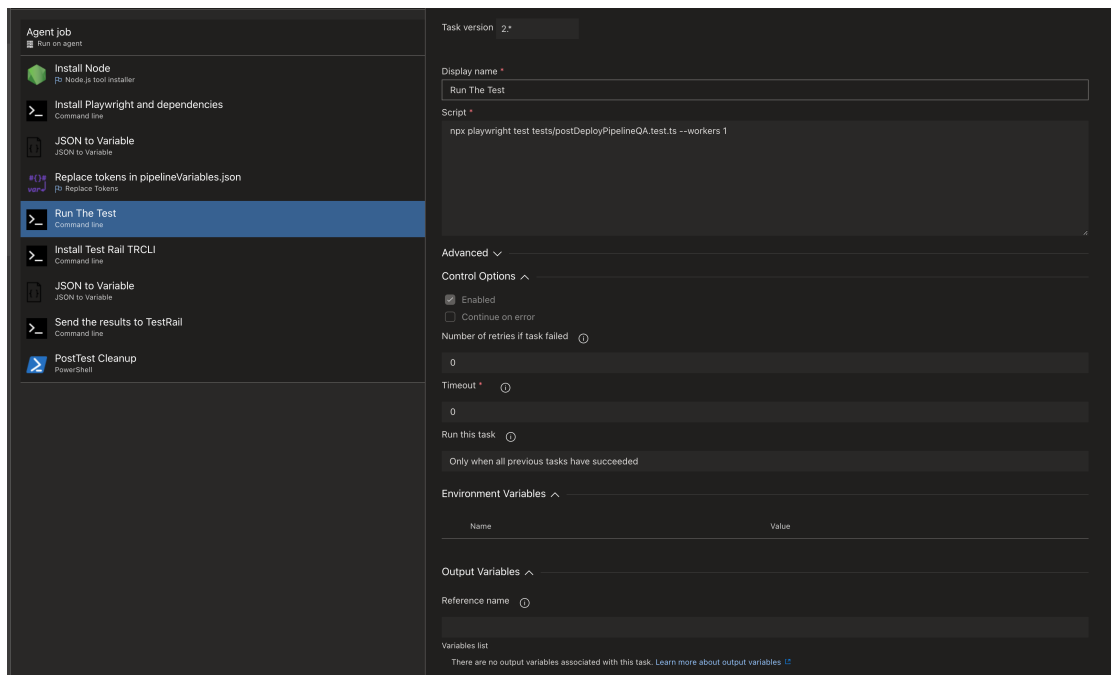 Agent job
Run on agent
Install Node
Node.js tool installer
Install Playwright and dependencies
Command line
JSON to Variable
JSON to Variable
Replace tokens in pipelineVariables.json
Replace Tokens
Run The Test
Command line
Install Test Rail TRCLI
Command line
JSON to Variable
JSON to Variable
Send the results to TestRail
Command line
PostTest Cleanup
PowerShell
Task version 2.*
Display name *
Run The Test
Script *
npx playwright test tests/postDeployPipelineQA.test.ts --workers 1
Advanced
Control Options
Enabled
Continue on error
Number of retries if task failed
0
Timeout *
0
Run this task
Only when all previous tasks have succeeded
Environment Variables
Name Value
Output Variables
Reference name
Variables list
There are no output variables associated with this task. Learn more about output variables